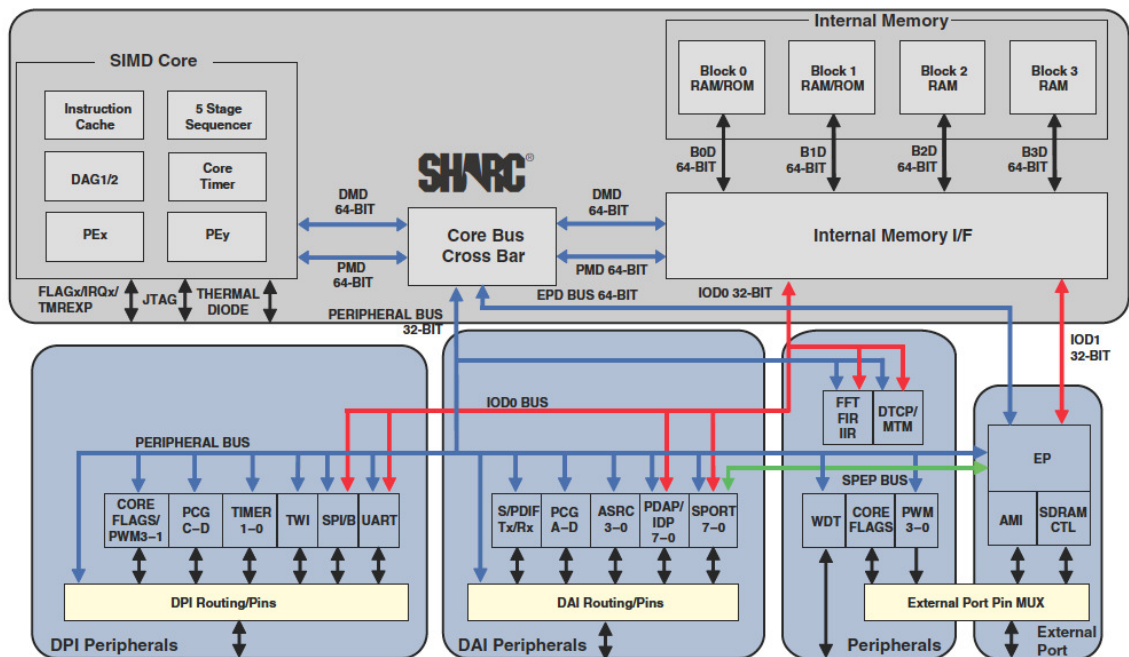 Internal Memory
SIMD Core
Block 0
RAM/ROM
Block 1
RAM/ROM
Block 2
RAM
Block 3
RAM
Instruction
Cache
5 Stage
Sequencer
DAG1/2
Core
Timer
PEx
PEy
B0D
64-BIT
B1D
64-BIT
B2D
64-BIT
B3D
64-BIT
SHARC®
DMD
64-BIT
DMD
64-BIT
Core Bus
Cross Bar
Internal Memory I/F
PMD
64-BIT
PMD 64-BIT
FLAGx/IRQx/
TMREXP
JTAG
THERMAL
DIODE
EPD BUS 64-BIT
IOD0 32-BIT
PERIPHERAL BUS
32-BIT
IOD1
32-BIT
FFT
FIR
IIR
DTCP/
MTM
IOD0 BUS
PERIPHERAL BUS
EP
SPEP BUS
CORE
FLAGS/
PWM3-1
PCG
C-D
TIMER
1-0
TWI
SPI/B
UART
S/PDIF
Tx/Rx
PCG
A-D
ASRC
3-0
PDAP/
IDP
7-0
SPORT
7-0
WDT
CORE
FLAGS
PWM
3-0
AMI
SDRAM
CTL
DPI Routing/Pins
DAI Routing/Pins
External Port Pin MUX
DPI Peripherals
DAI Peripherals
Peripherals
External
Port